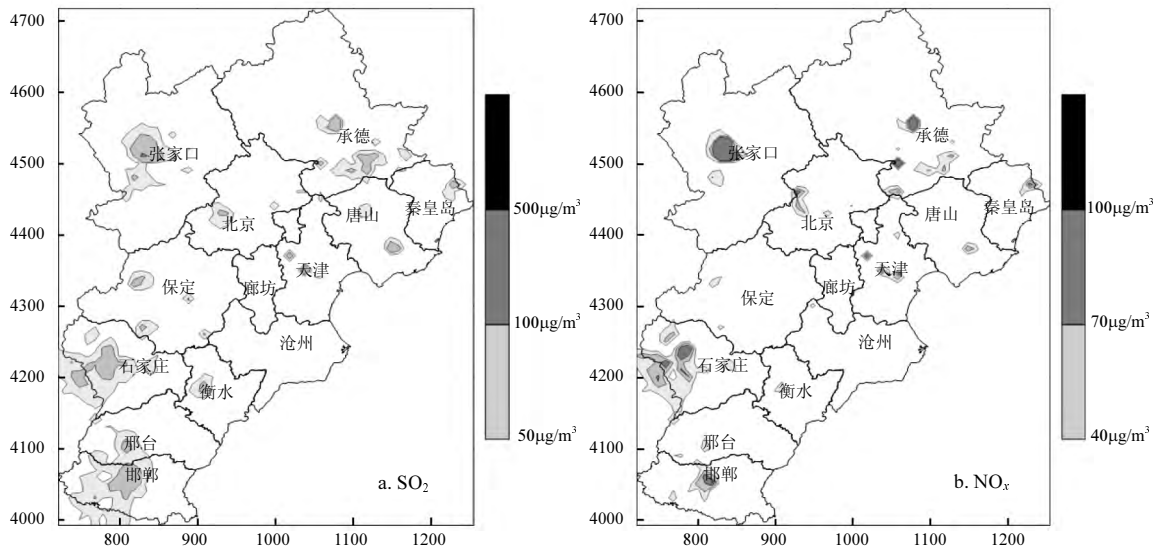 4700
4600
4500
4400
4300
4200
4100
4000
800
900
1000
1100
1200
承德
张家口
秦皇岛
唐山
北京
天津
廊坊
保定
沧州
石家庄
衡水
邢台
邯郸
a. SO₂
500μg/m³
100μg/m³
50μg/m³
4700
4600
4500
4400
4300
4200
4100
4000
800
900
1000
1100
1200
承德
张家口
秦皇岛
唐山
北京
天津
廊坊
保定
沧州
石家庄
衡水
邢台
邯郸
b. NOₓ
100μg/m³
70μg/m³
40μg/m³